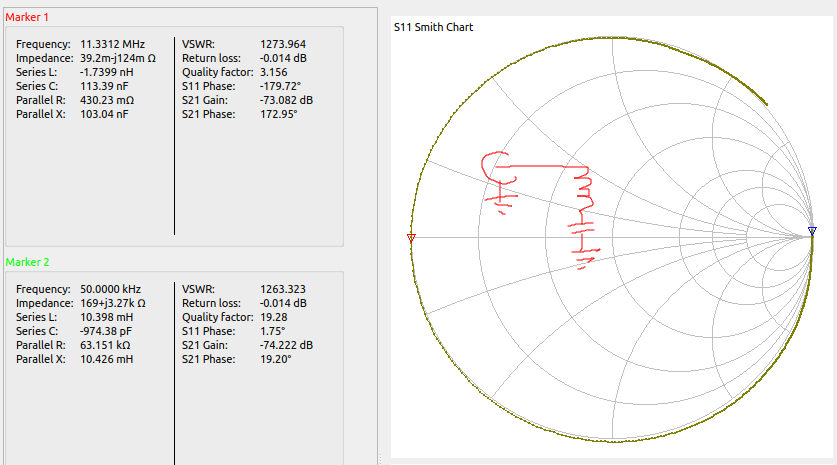 Marker 1
Frequency: 11.3312 MHz VSWR: 1273.964
Impedance: 39.2m-j124m Ω Return loss: -0.014 dB
Series L: -1.7399 nH Quality factor: 3.156
Series C: 113.39 nF S11 Phase: -179.72°
Parallel R: 430.23 mΩ S21 Gain: -73.082 dB
Parallel X: 103.04 nF S21 Phase: 172.95°
Marker 2
Frequency: 50.0000 kHz VSWR: 1263.323
Impedance: 169+j3.27k Ω Return loss: -0.014 dB
Series L: 10.398 mH Quality factor: 19.28
Series C: -974.38 pF S11 Phase: 1.75°
Parallel R: 63.151 kΩ S21 Gain: -74.222 dB
Parallel X: 10.426 mH S21 Phase: 19.20°
S11 Smith Chart